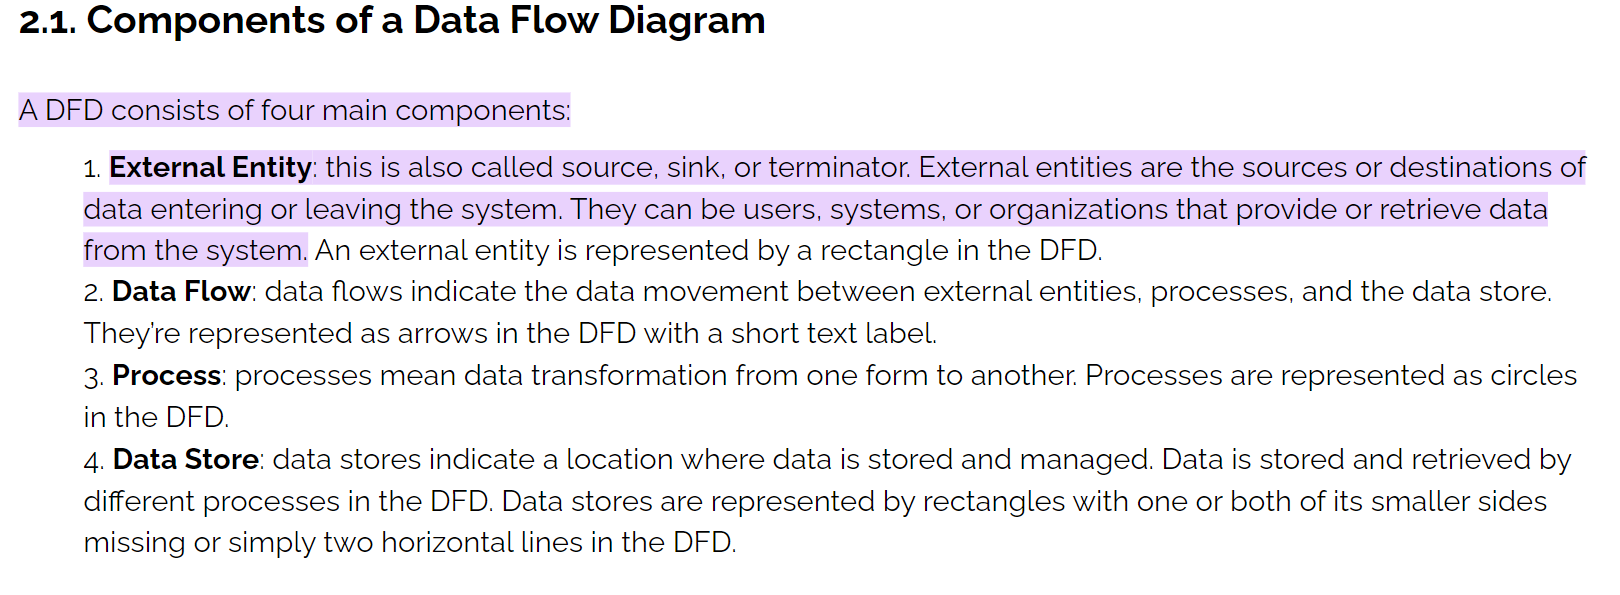 2.1. Components of a Data Flow Diagram
A DFD consists of four main components:
1. External Entity: this is also called source, sink, or terminator. External entities are the sources or destinations of
data entering or leaving the system. They can be users, systems, or organizations that provide or retrieve data
from the system. An external entity is represented by a rectangle in the DFD.
2. Data Flow: data flows indicate the data movement between external entities, processes, and the data store.
They're represented as arrows in the DFD with a short text label.
3. Process: processes mean data transformation from one form to another. Processes are represented as circles
in the DFD.
4. Data Store: data stores indicate a location where data is stored and managed. Data is stored and retrieved by
different processes in the DFD. Data stores are represented by rectangles with one or both of its smaller sides
missing or simply two horizontal lines in the DFD.